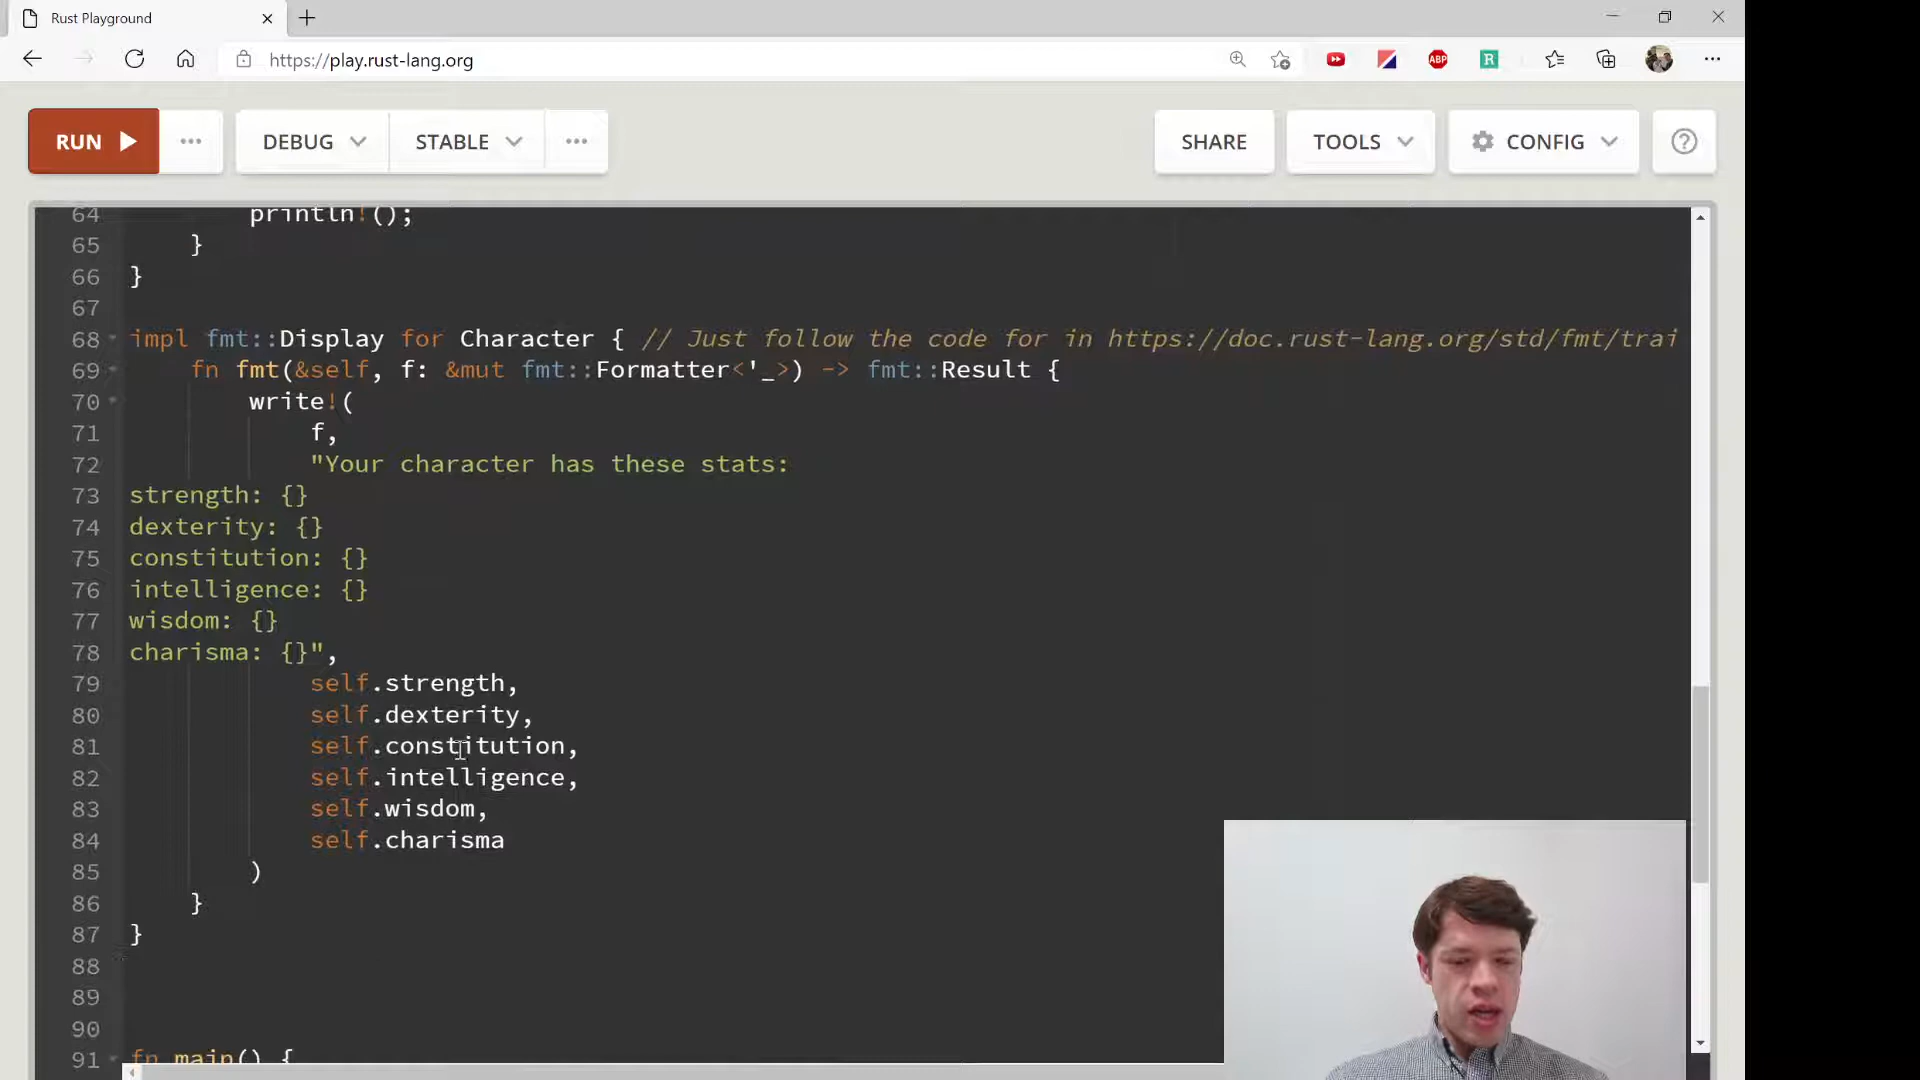 Rust Playground
https://play.rust-lang.org
ABP
R
RUN
DEBUG
STABLE
SHARE
TOOLS
CONFIG
64 println!();
65 }
66 }
67
68 impl fmt::Display for Character { // Just follow the code for in https://doc.rust-lang.org/std/fmt/trai
69 fn fmt(&self, f: &mut fmt::Formatter<'_>) -> fmt::Result {
70 write!(
71 f,
72 "Your character has these stats:
73 strength: {}
74 dexterity: {}
75 constitution: {}
76 intelligence: {}
77 wisdom: {}
78 charisma: {}",
79 self.strength,
80 self.dexterity,
81 self.constitution,
82 self.intelligence,
83 self.wisdom,
84 self.charisma
85 )
86 }
87 }
88
89
90
91 fn main() {